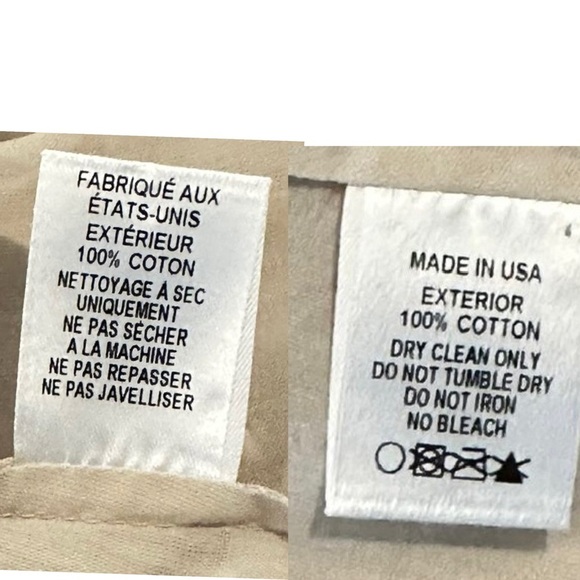 FABRIQUÉ AUX
ÉTATS-UNIS
EXTÉRIEUR
100% COTON
NETTOYAGE À SEC
UNIQUEMENT
NE PAS SÉCHER
A LA MACHINE
NE PAS REPASSER
NE PAS JAVELLISER
MADE IN USA
EXTERIOR
100% COTTON
DRY CLEAN ONLY
DO NOT TUMBLE DRY
DO NOT IRON
NO BLEACH